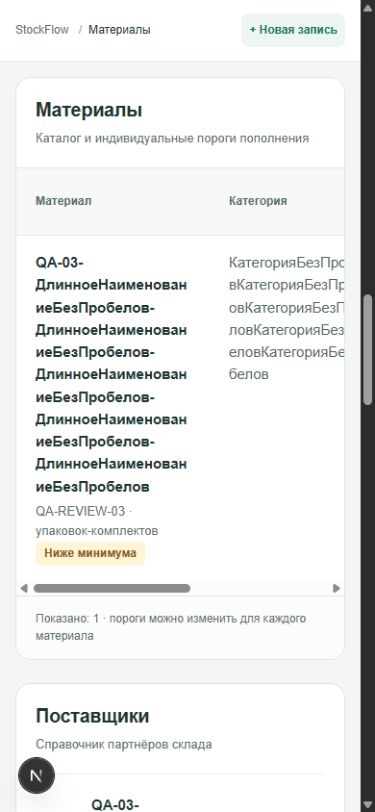 StockFlow / Материалы
+ Новая запись
Материалы
Каталог и индивидуальные пороги пополнения
Материал Категория
QA-03-
ДлинноеНаименован
иеБезПробелов-
ДлинноеНаименован
иеБезПробелов-
ДлинноеНаименован
иеБезПробелов-
ДлинноеНаименован
иеБезПробелов-
ДлинноеНаименован
иеБезПробелов
QA-REVIEW-03 ·
упаковок-комплектов
Ниже минимума
КатегорияБезПро
вКатегорияБезПр
овКатегорияБезП
ловКатегорияБез
еловКатегорияБе
белов
Показано: 1 · пороги можно изменить для каждого
материала
Поставщики
Справочник партнёров склада
N
QA-03-